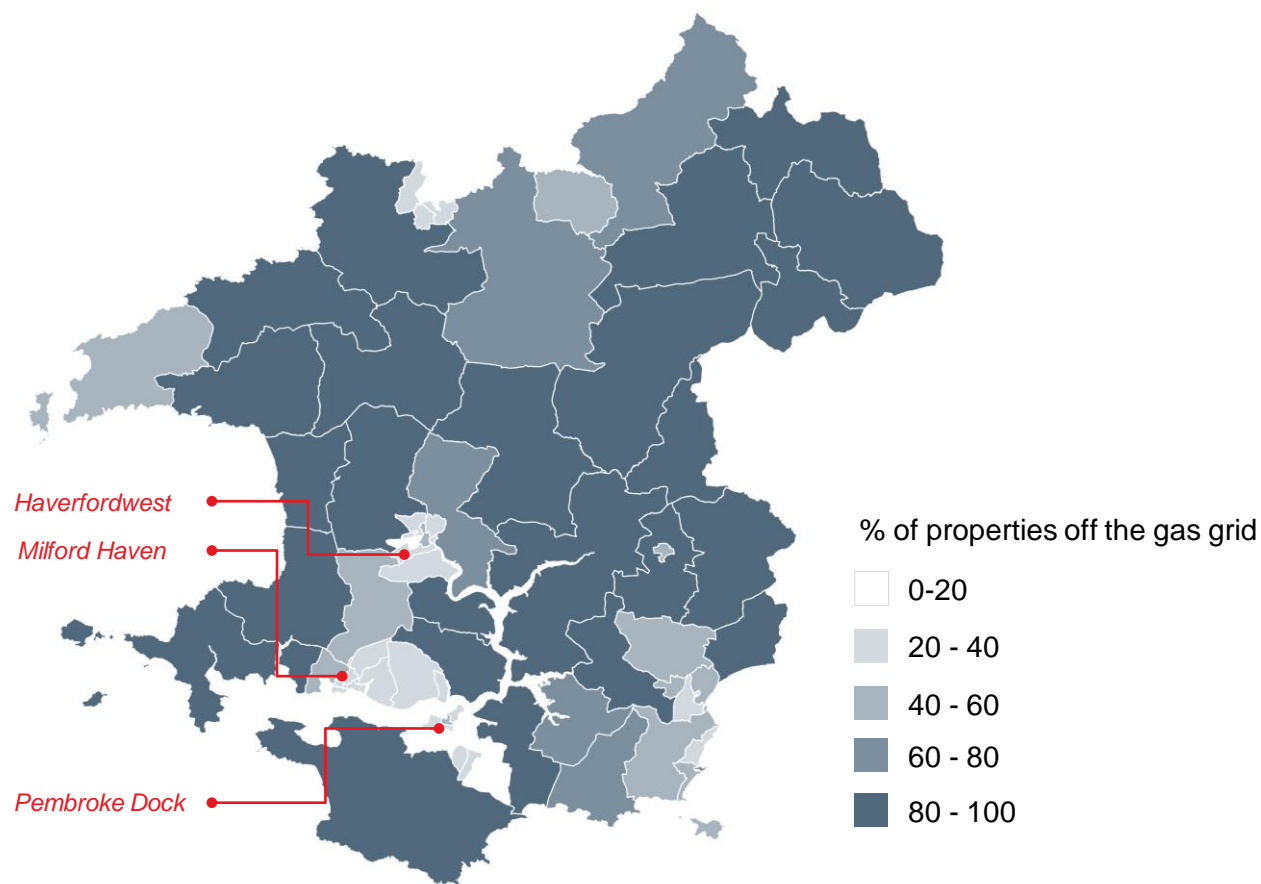 Haverfordwest
Milford Haven
Pembroke Dock
% of properties off the gas grid
0-20
20 - 40
40 - 60
60 - 80
80 - 100